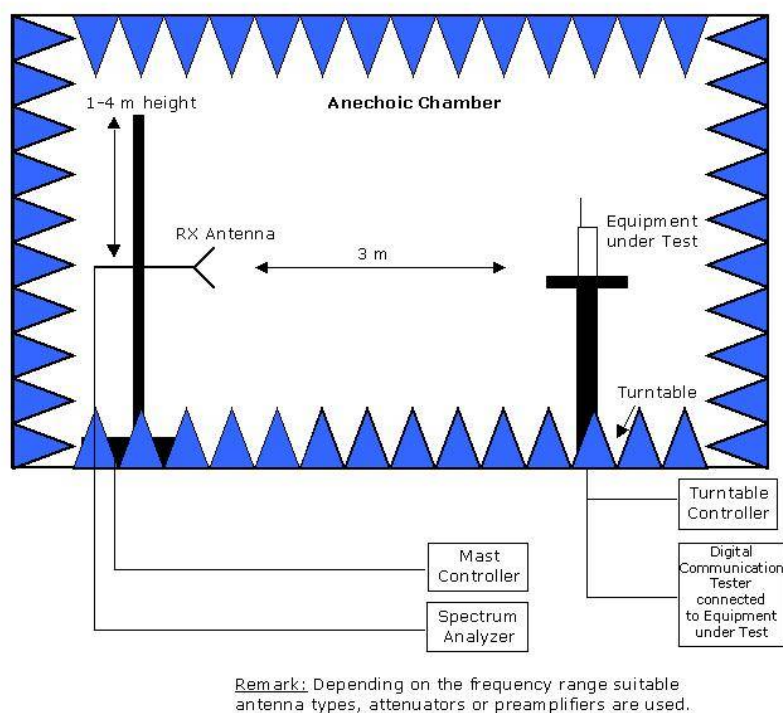 Anechoic Chamber
1-4 m height
RX Antenna
3 m
Equipment
under Test
Turntable
Turntable
Controller
Mast
Controller
Digital
Communication
Tester
connected
to Equipment
under Test
Spectrum
Analyzer
Remark: Depending on the frequency range suitable
antenna types, attenuators or preamplifiers are used.